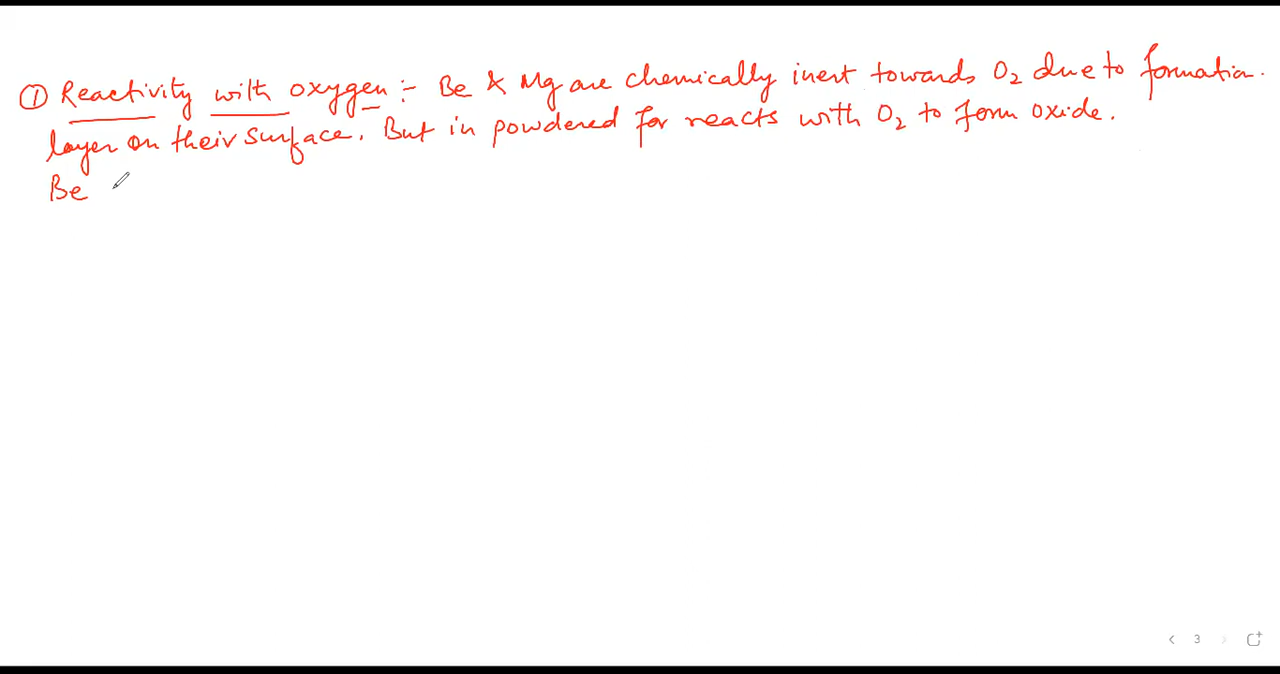 ① Reactivity with oxygen :- Be & Mg are chemically inert towards O₂ due to formation.
layer on their surface. But in powdered for reacts with O₂ to form oxide.
Be
3